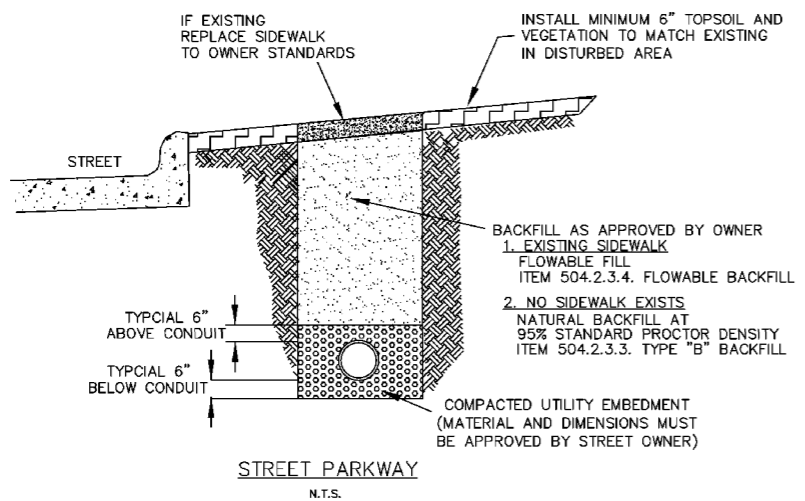 IF EXISTING
REPLACE SIDEWALK
TO OWNER STANDARDS
INSTALL MINIMUM 6" TOPSOIL AND
VEGETATION TO MATCH EXISTING
IN DISTURBED AREA
STREET
BACKFILL AS APPROVED BY OWNER
1. EXISTING SIDEWALK
FLOWABLE FILL
ITEM 504.2.3.4. FLOWABLE BACKFILL
2. NO SIDEWALK EXISTS
NATURAL BACKFILL AT
95% STANDARD PROCTOR DENSITY
ITEM 504.2.3.3. TYPE "B" BACKFILL
TYPCIAL 6"
ABOVE CONDUIT
TYPCIAL 6"
BELOW CONDUIT
COMPACTED UTILITY EMBEDMENT
(MATERIAL AND DIMENSIONS MUST
BE APPROVED BY STREET OWNER)
STREET PARKWAY
N.T.S.